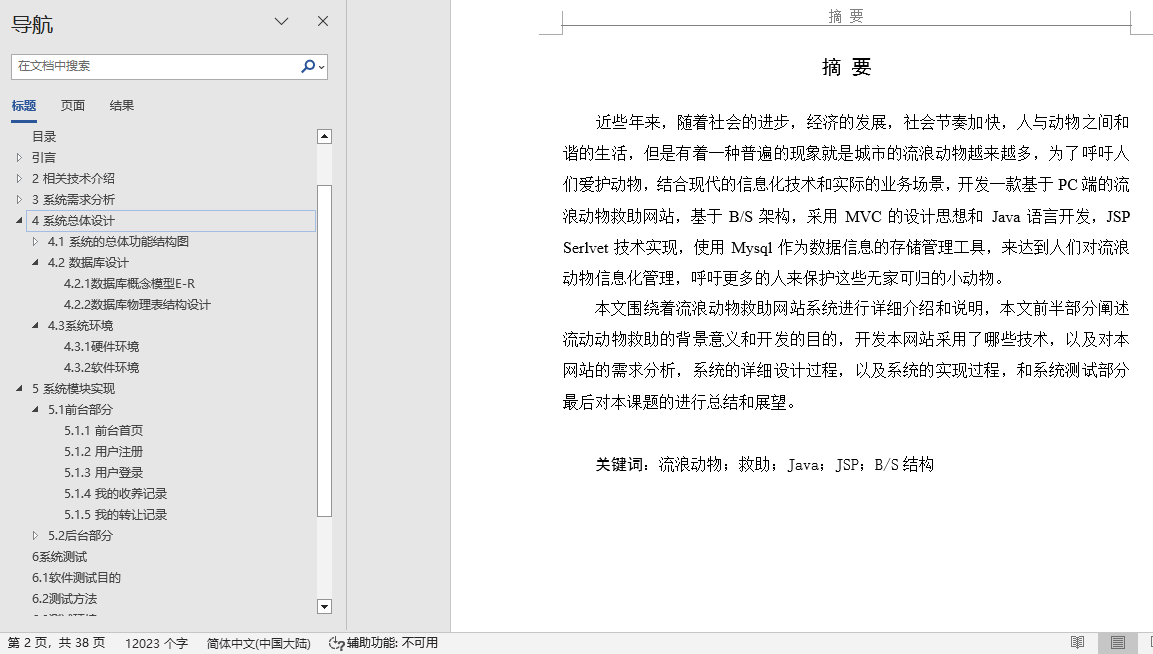 导航
在文档中搜索
标题 页面 结果
目录
引言
2 相关技术介绍
3 系统需求分析
4 系统总体设计
4.1 系统的总体功能结构图
4.2 数据库设计
4.2.1数据库概念模型E-R
4.2.2数据库物理表结构设计
4.3系统环境
4.3.1硬件环境
4.3.2软件环境
5 系统模块实现
5.1前台部分
5.1.1 前台首页
5.1.2 用户注册
5.1.3 用户登录
5.1.4 我的收养记录
5.1.5 我的转让记录
5.2后台部分
6系统测试
6.1软件测试目的
6.2测试方法
摘 要
摘 要
近些年来，随着社会的进步，经济的发展，社会节奏加快，人与动物之间和
谐的生活，但是有着一种普遍的现象就是城市的流浪动物越来越多，为了呼吁人
们爱护动物，结合现代的信息化技术和实际的业务场景，开发一款基于 PC 端的流
浪动物救助网站，基于 B/S 架构，采用 MVC 的设计思想和 Java 语言开发，JSP
Serlvet 技术实现，使用 Mysql 作为数据信息的存储管理工具，来达到人们对流浪
动物信息化管理，呼吁更多的人来保护这些无家可归的小动物。
本文围绕着流浪动物救助网站系统进行详细介绍和说明，本文前半部分阐述
流动动物救助的背景意义和开发的目的，开发本网站采用了哪些技术，以及对本
网站的需求分析，系统的详细设计过程，以及系统的实现过程，和系统测试部分
最后对本课题的进行总结和展望。
关键词：流浪动物；救助；Java；JSP；B/S 结构
第 2 页，共 38 页 12023 个字 简体中文(中国大陆) 辅助功能: 不可用